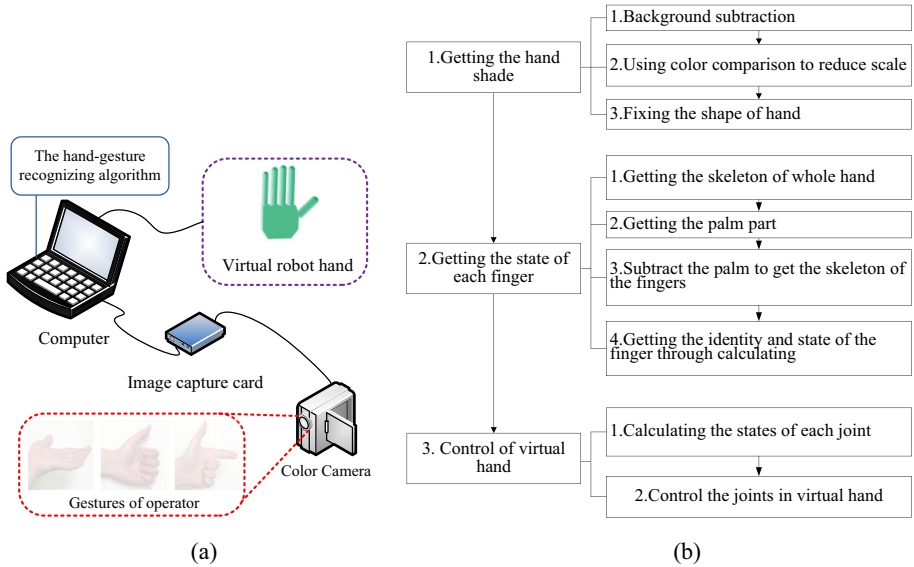 The hand-gesture
recognizing algorithm
Virtual robot hand
Computer
Image capture card
Color Camera
Gestures of operator
(a)
1.Getting the hand
shade
1.Background subtraction
2.Using color comparison to reduce scale
3.Fixing the shape of hand
2.Getting the state of
each finger
1.Getting the skeleton of whole hand
2.Getting the palm part
3.Subtract the palm to get the skeleton of
the fingers
4.Getting the identity and state of the
finger through calculating
3. Control of virtual
hand
1.Calculating the states of each joint
2.Control the joints in virtual hand
(b)